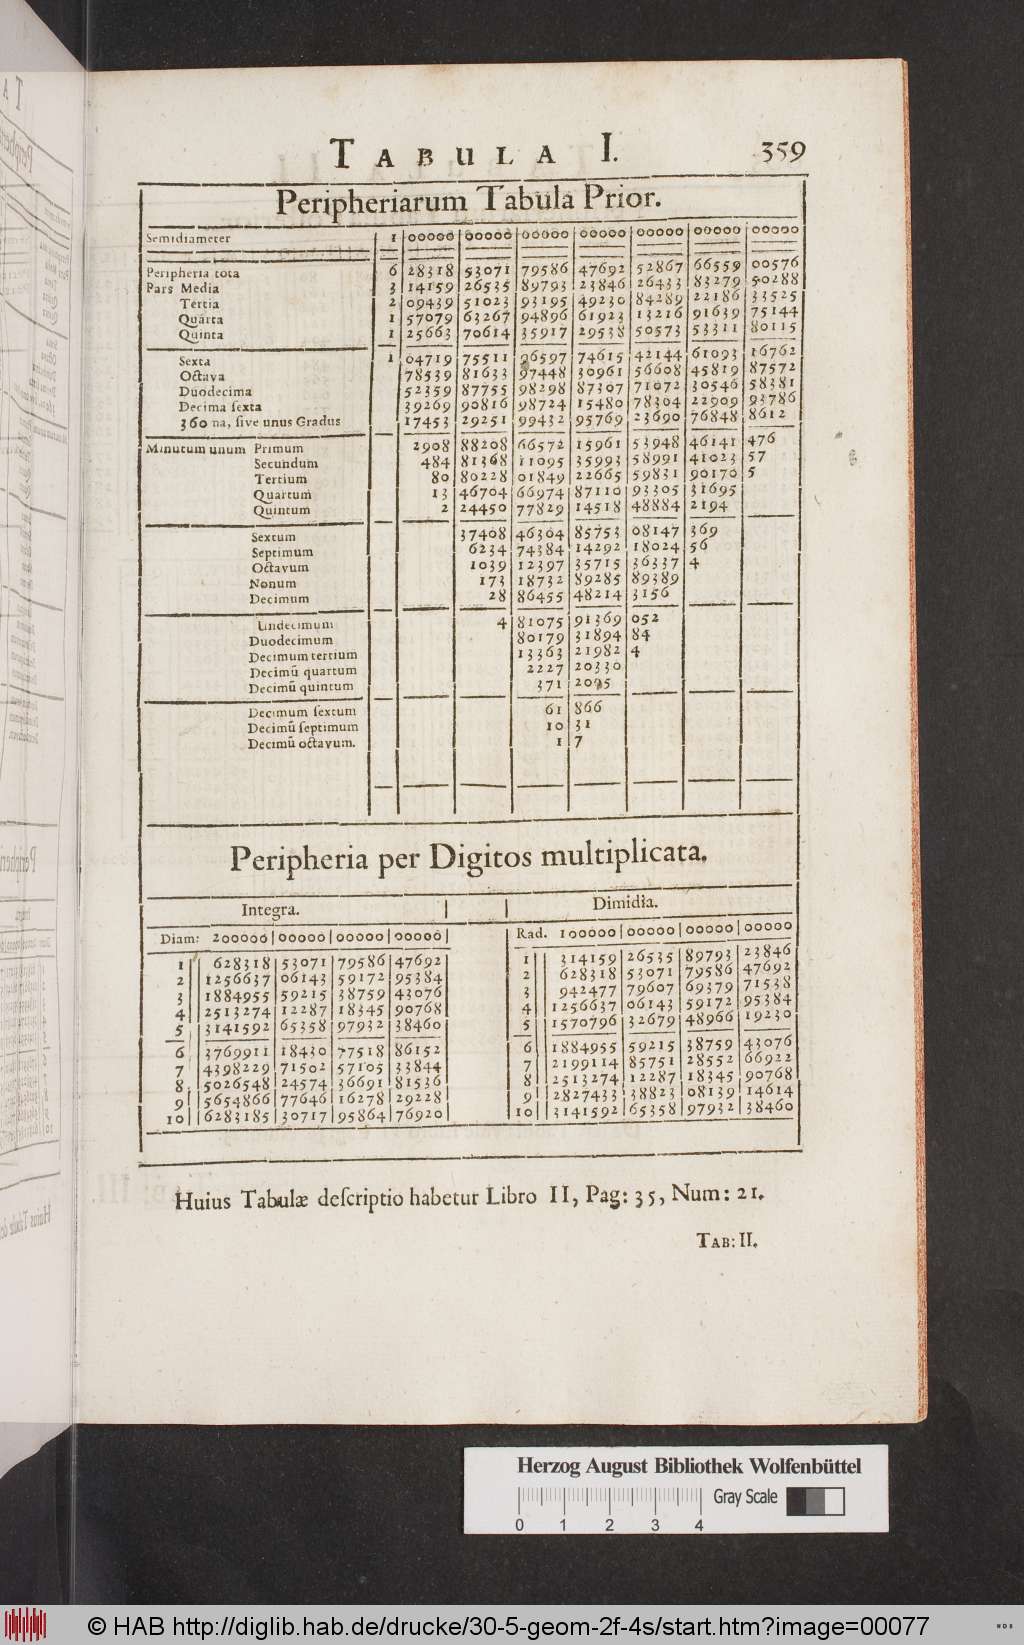 TABULA I. 359
Peripheriarum Tabula Prior.
Semidiameter 1 00000 00000 00000 00000 00000 00000 00000
Peripheria tota 6 28318 53071 79586 47692 52867 66559 00576
Pars Media 3 14159 26535 89793 23846 26433 83279 50288
Tertia 2 09439 51023 93195 49230 84289 22186 33525
Quarta 1 57079 63267 94896 61923 13216 91639 75144
Quinta 1 25663 70614 35917 29538 50573 53311 80115
Sexta 1 04719 75511 96597 74615 42144 61093 16762
Octava 78539 81633 97448 30961 56608 45819 87572
Duodecima 52359 87755 98298 87307 71072 30546 58381
Decima sexta 39269 90816 98724 15480 78304 22909 93786
360 na, sive unus Gradus 17453 29251 99432 95769 23690 76848 8612
Minutum unum Primum 2908 88208 66572 15961 53948 46141 476
Secundum 484 81368 11095 35993 58991 41023 57
Tertium 80 80228 01849 22665 59831 90170 5
Quartum 13 46704 66974 87110 93305 31695
Quintum 2 24450 77829 14518 48884 2194
Sextum 37408 46304 85753 08147 369
Septimum 6234 74384 14292 18024 56
Octavum 1039 12397 35715 36337 4
Nonum 173 18732 89285 89389
Decimum 28 86455 48214 3156
Undecimum 4 81075 91369 052
Duodecimum 80179 31894 84
Decimum tertium 13363 21982 4
Decimū quartum 2227 20330
Decimū quintum 371 2005
Decimum sextum 61 866
Decimū septimum 10 31
Decimū octavum. 1 7
Peripheria per Digitos multiplicata.
Integra. Dimidia.
Diam: 200000 00000 00000 00000 Rad. 100000 00000 00000 00000
1 628318 53071 79586 47692 1 314159 26535 89793 23846
2 1256637 06143 59172 95384 2 628318 53071 79586 47692
3 1884955 59215 38759 43076 3 942477 79607 69379 71538
4 2513274 12287 18345 90768 4 1256637 06143 59172 95384
5 3141592 65358 97932 38460 5 1570796 32679 48966 19230
6 3769911 18430 77518 86152 6 1884955 59215 38759 43076
7 4398229 71502 57105 33844 7 2199114 85751 28552 66922
8 5026548 24574 36691 81536 8 2513274 12287 18345 90768
9 5654866 77646 16278 29228 9 2827433 38823 08139 14614
10 6283185 30717 95864 76920 10 3141592 65358 97932 38460
Huius Tabulæ descriptio habetur Libro II, Pag: 35, Num: 21.
TAB: II.
Herzog August Bibliothek Wolfenbüttel
Gray Scale
0 1 2 3 4
© HAB http://diglib.hab.de/drucke/30-5-geom-2f-4s/start.htm?image=00077